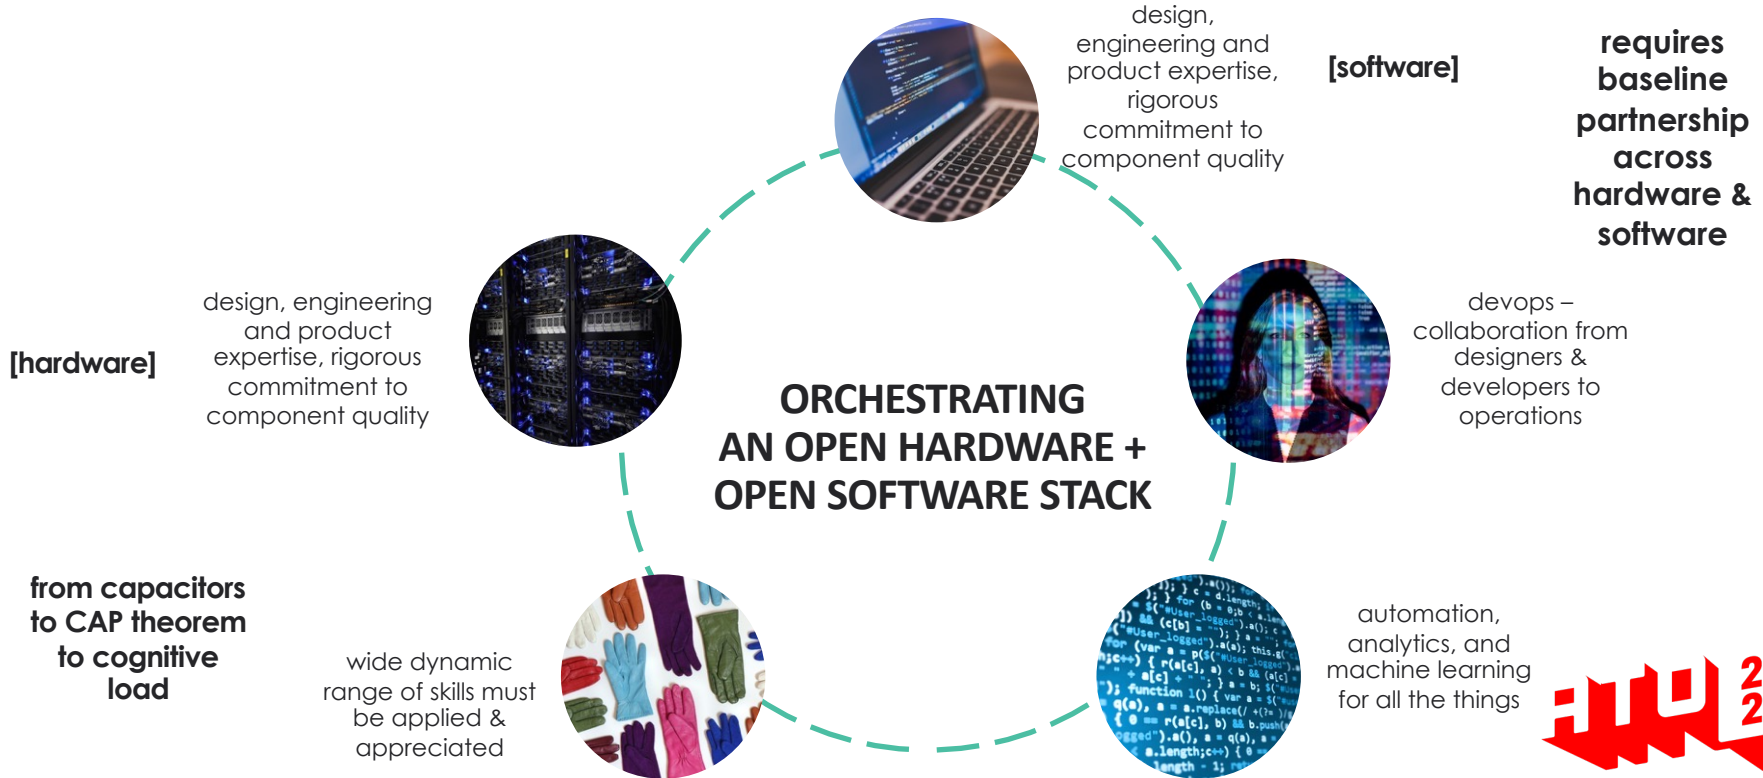 design,
engineering and
product expertise,
rigorous
commitment to
component quality
[software]
requires
baseline
partnership
across
hardware &
software
[hardware]
design, engineering
and product
expertise, rigorous
commitment to
component quality
ORCHESTRATING
AN OPEN HARDWARE +
OPEN SOFTWARE STACK
devops –
collaboration from
designers &
developers to
operations
from capacitors
to CAP theorem
to cognitive
load
wide dynamic
range of skills must
be applied &
appreciated
automation,
analytics, and
machine learning
for all the things
ATO 22